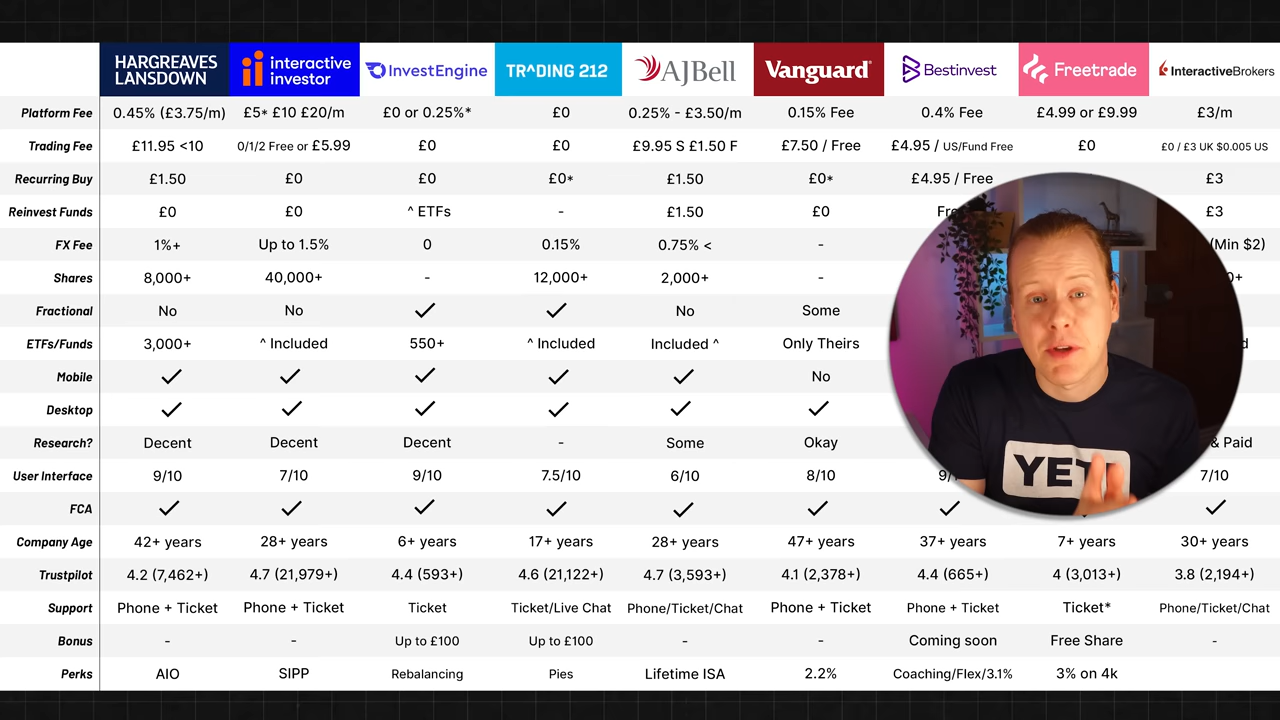 HARGREAVES LANSDOWN interactive investor InvestEngine TRADING 212 AJBell Vanguard Bestinvest Freetrade InteractiveBrokers
Platform Fee 0.45% (£3.75/m) £5* £10 £20/m £0 or 0.25%* £0 0.25% - £3.50/m 0.15% Fee 0.4% Fee £4.99 or £9.99 £3/m
Trading Fee £11.95 <10 0/1/2 Free or £5.99 £0 £0 £9.95 S £1.50 F £7.50 / Free £4.95 / US/Fund Free £0 £0 / £3 UK $0.005 US
Recurring Buy £1.50 £0 £0 £0* £1.50 £0* £4.95 / Free £3
Reinvest Funds £0 £0 ^ ETFs - £1.50 £0 £3
FX Fee 1%+ Up to 1.5% 0 0.15% 0.75% < - (Min $2)
Shares 8,000+ 40,000+ - 12,000+ 2,000+ -
Fractional No No ✓ ✓ No Some
ETFs/Funds 3,000+ ^ Included 550+ ^ Included Included ^ Only Theirs
Mobile ✓ ✓ ✓ ✓ ✓ No
Desktop ✓ ✓ ✓ ✓ ✓ ✓
Research? Decent Decent Decent - Some Okay & Paid
User Interface 9/10 7/10 9/10 7.5/10 6/10 8/10 7/10
FCA ✓ ✓ ✓ ✓ ✓ ✓ ✓ ✓
Company Age 42+ years 28+ years 6+ years 17+ years 28+ years 47+ years 37+ years 7+ years 30+ years
Trustpilot 4.2 (7,462+) 4.7 (21,979+) 4.4 (593+) 4.6 (21,122+) 4.7 (3,593+) 4.1 (2,378+) 4.4 (665+) 4 (3,013+) 3.8 (2,194+)
Support Phone + Ticket Phone + Ticket Ticket Ticket/Live Chat Phone/Ticket/Chat Phone + Ticket Phone + Ticket Ticket* Phone/Ticket/Chat
Bonus - - Up to £100 Up to £100 - - Coming soon Free Share -
Perks AIO SIPP Rebalancing Pies Lifetime ISA 2.2% Coaching/Flex/3.1% 3% on 4k